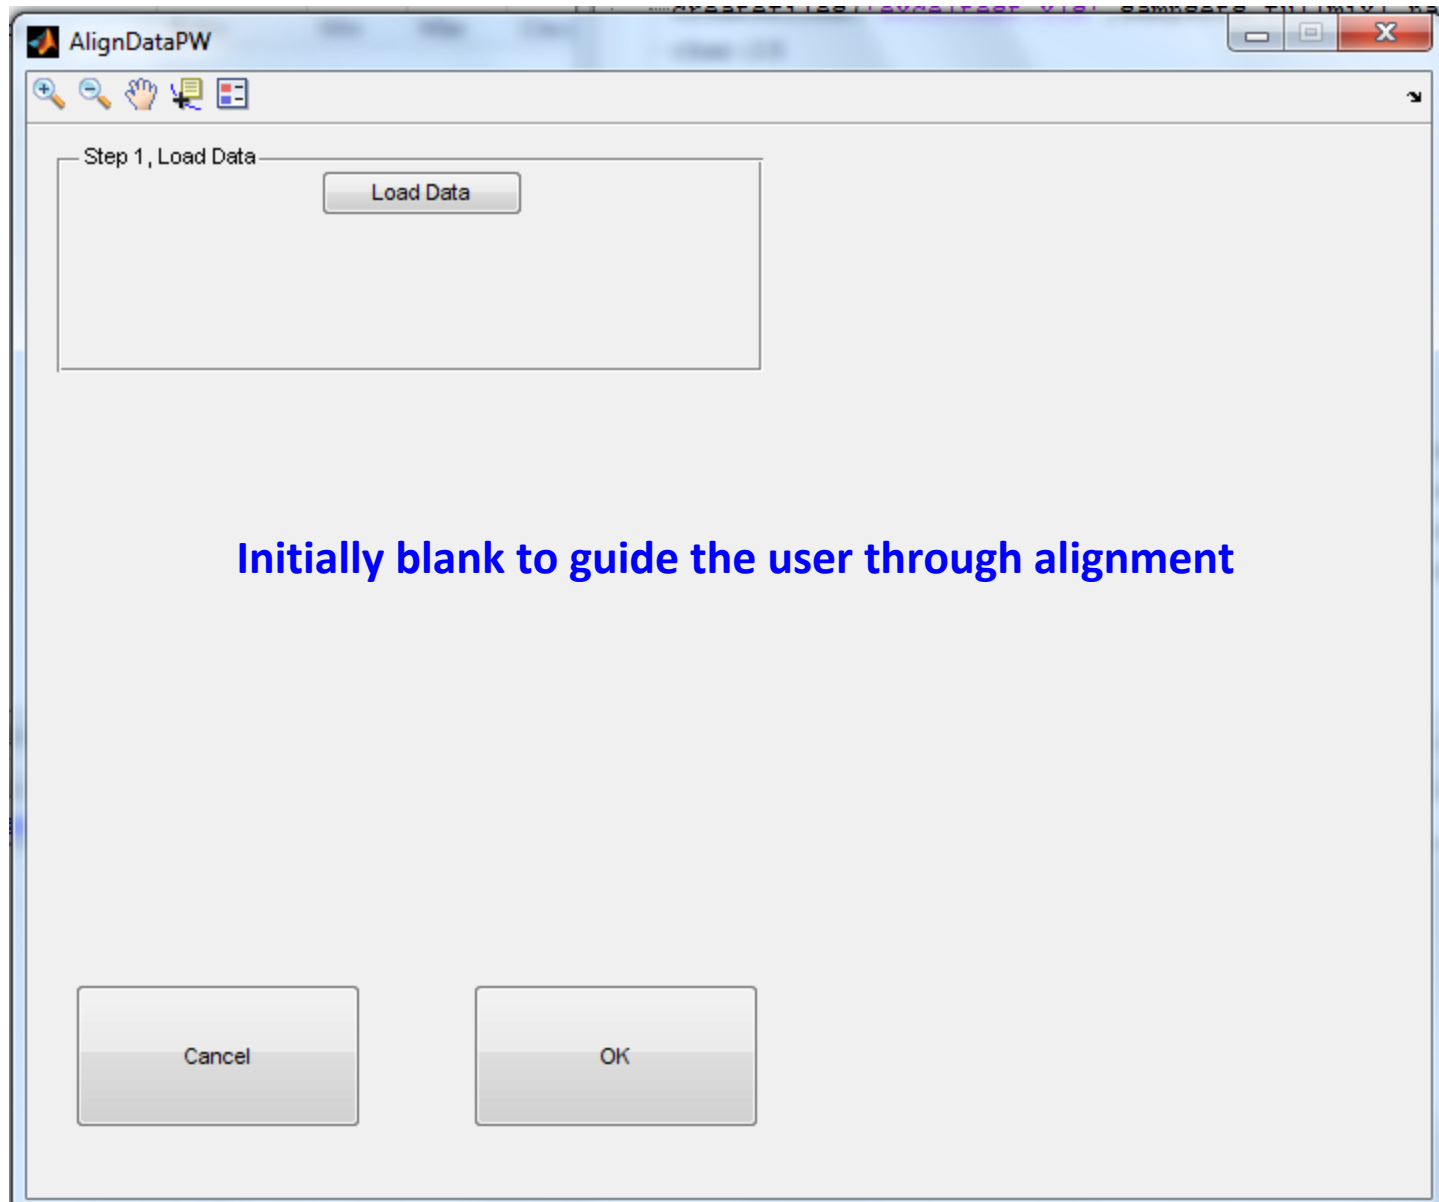 AlignDataPW
Step 1, Load Data
Load Data
Initially blank to guide the user through alignment
Cancel
OK